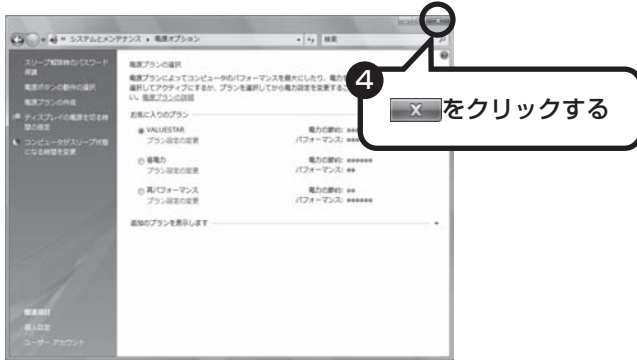 システムとメンテナンス ▸ 電源オプション
検索
スリープ解除時のパスワード
保護
電源ボタンの動作の選択
電源プランの作成
ディスプレイの電源を切る時
間の指定
コンピュータがスリープ状態
になる時間を変更
関連項目
個人設定
ユーザー アカウント
電源プランの選択
電源プランによってコンピュータのパフォーマンスを最大にしたり、電力を
選択してアクティブにするか、プランを選択してから電力設定を変更するこ
い。電源プランの詳細
お気に入りのプラン
VALUESTAR 電力の節約:
プラン設定の変更 パフォーマンス:
省電力 電力の節約:
プラン設定の変更 パフォーマンス:
高パフォーマンス 電力の節約:
プラン設定の変更 パフォーマンス:
追加のプランを表示します
4
X をクリックする